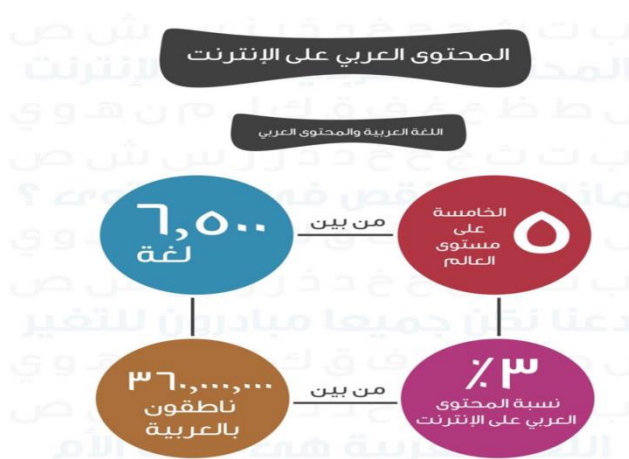 المحتوى العربي على الإنترنت
اللغة العربية والمحتوى العربي
٥
الخامسة
على
مستوى
العالم
من بين
٦,٥٠٠
لغة
٪٣
نسبة المحتوى
العربي على الإنترنت
من بين
٣٦٠,٠٠٠,٠٠٠
ناطقون
بالعربية